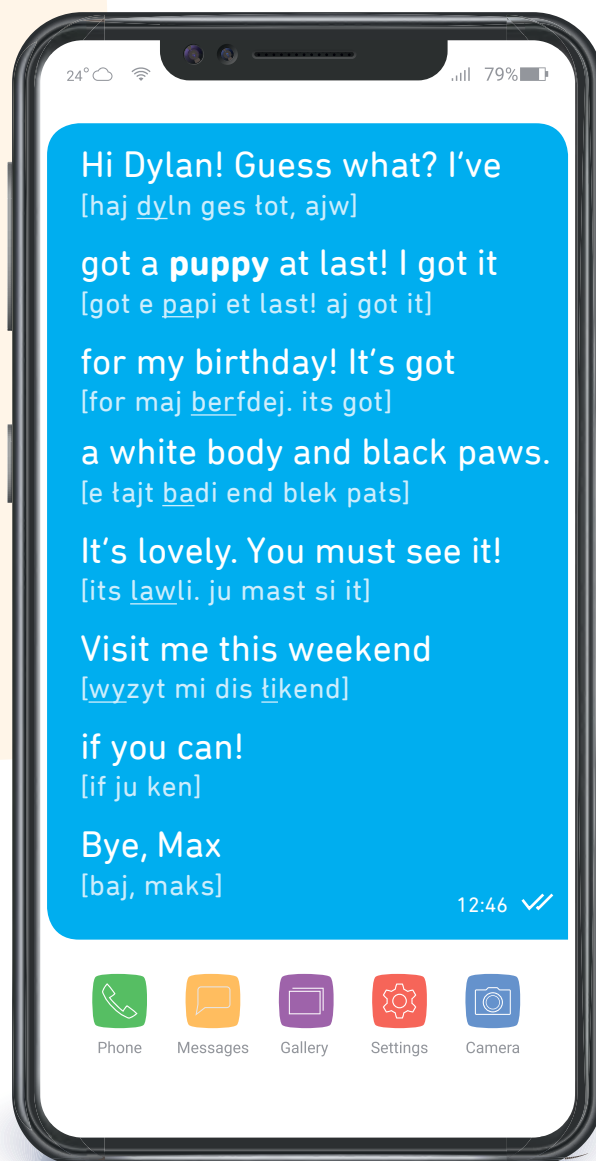 24° 79%
Hi Dylan! Guess what? I've
[haj dyln ges łot, ajw]
got a puppy at last! I got it
[got e papi et last! aj got it]
for my birthday! It's got
[for maj berfdej. its got]
a white body and black paws.
[e łajt badi end blek pałs]
It's lovely. You must see it!
[its lawli. ju mast si it]
Visit me this weekend
[wyzyt mi dis łikend]
if you can!
[if ju ken]
Bye, Max
[baj, maks]
12:46
Phone Messages Gallery Settings Camera